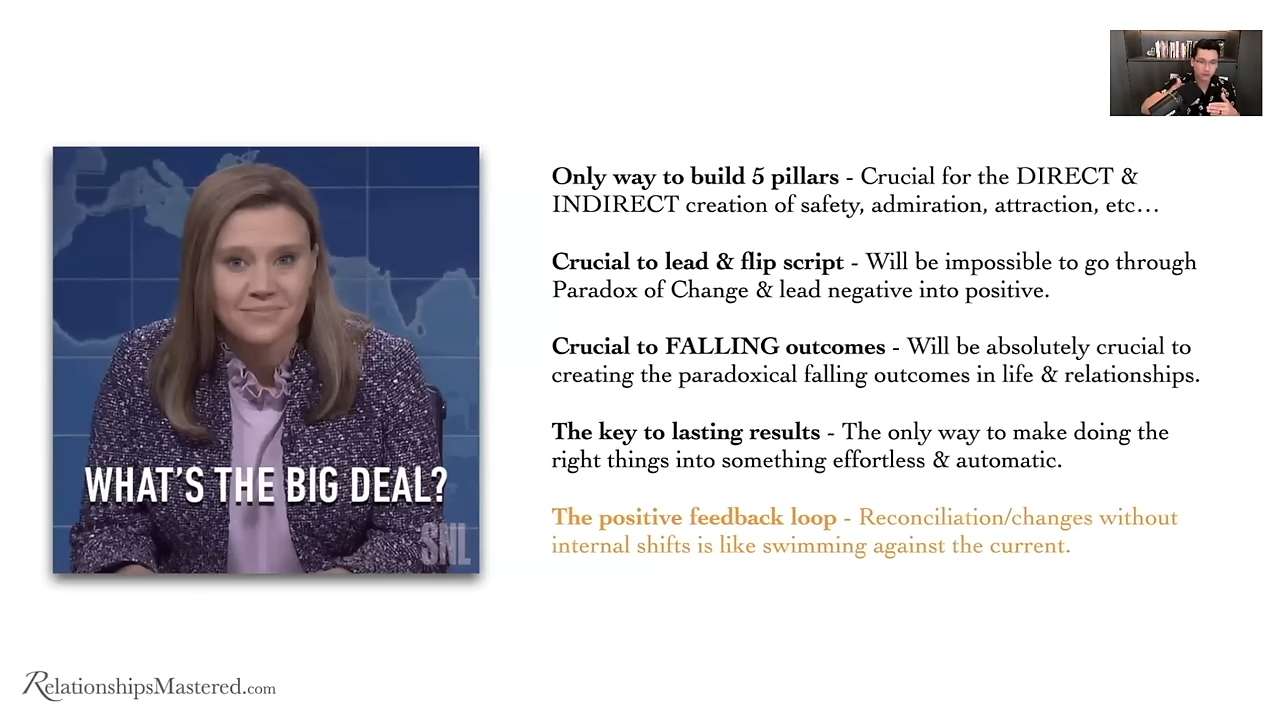 WHAT'S THE BIG DEAL?
SNL
Only way to build 5 pillars - Crucial for the DIRECT &
INDIRECT creation of safety, admiration, attraction, etc…
Crucial to lead & flip script - Will be impossible to go through
Paradox of Change & lead negative into positive.
Crucial to FALLING outcomes - Will be absolutely crucial to
creating the paradoxical falling outcomes in life & relationships.
The key to lasting results - The only way to make doing the
right things into something effortless & automatic.
The positive feedback loop - Reconciliation/changes without
internal shifts is like swimming against the current.
RelationshipsMastered.com